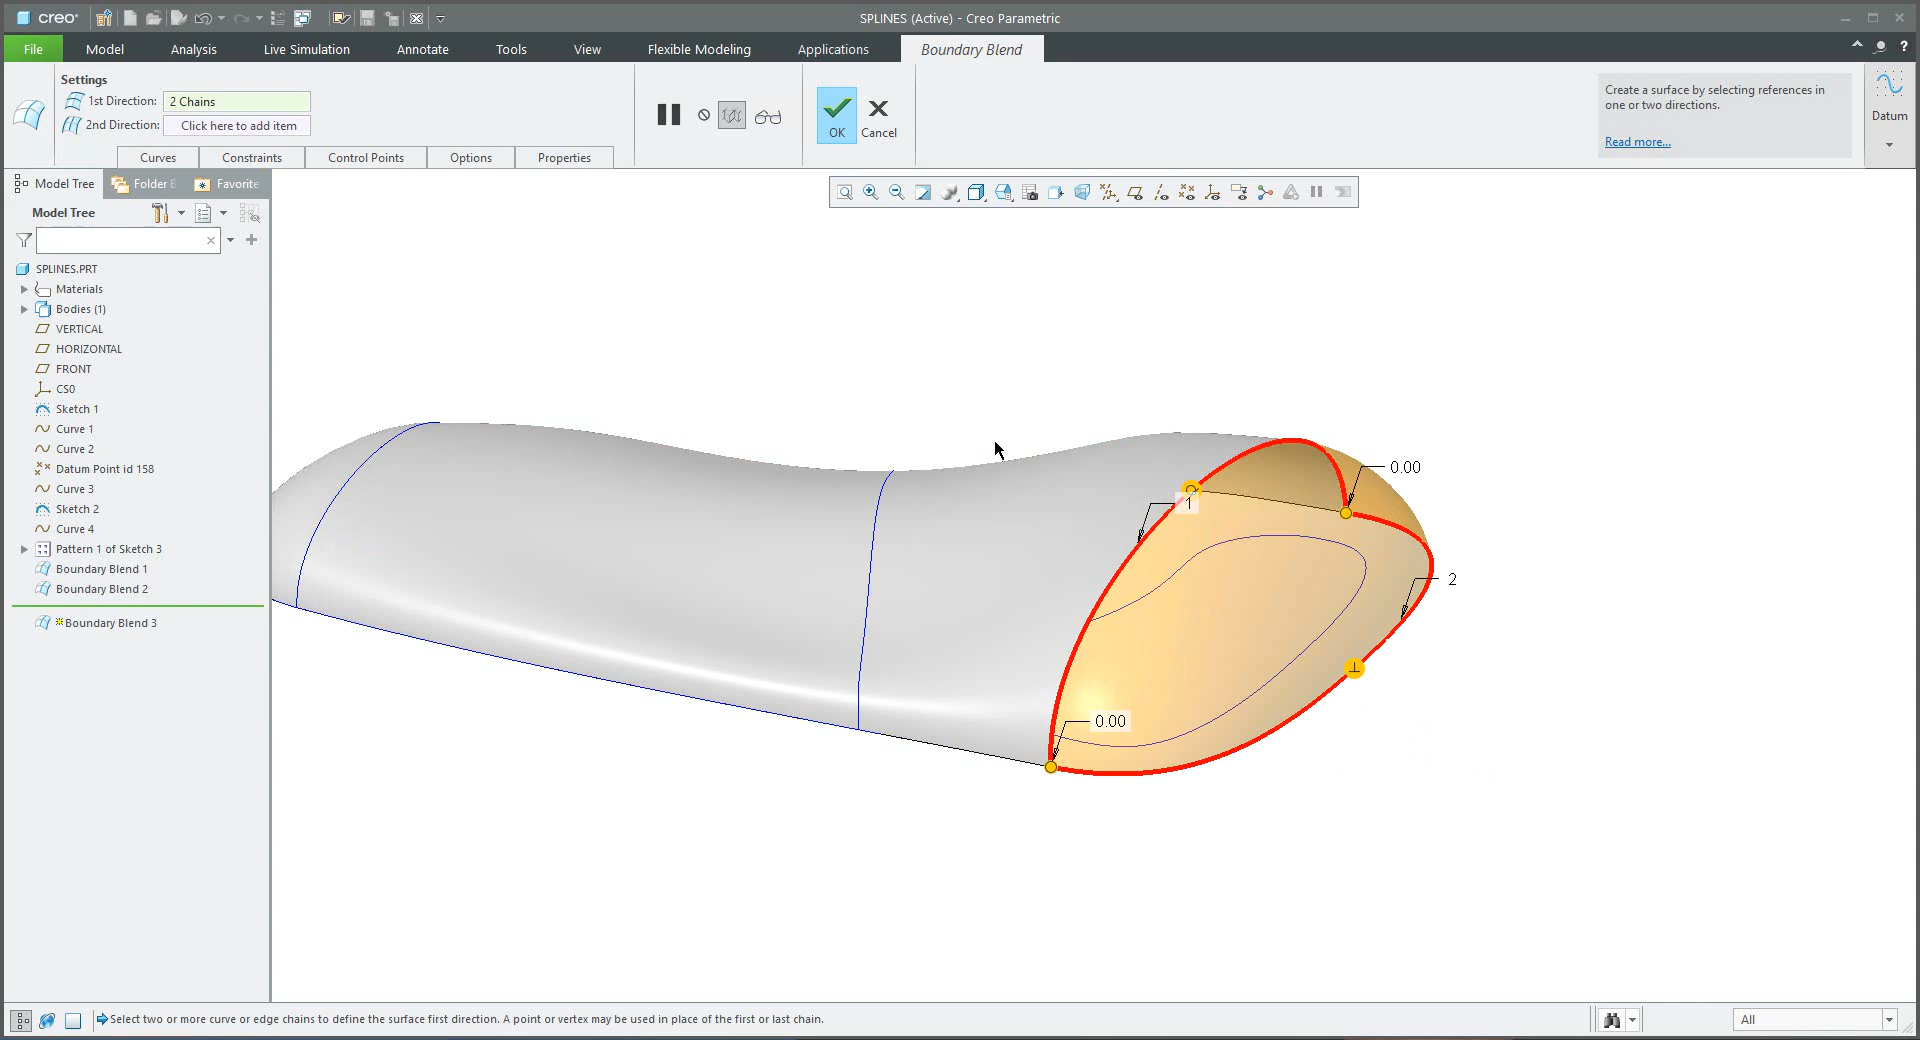 creo®
SPLINES (Active) - Creo Parametric
File
Model
Analysis
Live Simulation
Annotate
Tools
View
Flexible Modeling
Applications
Boundary Blend
?
Settings
1st Direction:
2 Chains
2nd Direction:
Click here to add item
OK
Cancel
Create a surface by selecting references in
one or two directions.
Read more...
Datum
Curves
Constraints
Control Points
Options
Properties
Model Tree
Folder B
Favorite
Model Tree
SPLINES.PRT
Materials
Bodies (1)
VERTICAL
HORIZONTAL
FRONT
CS0
Sketch 1
Curve 1
Curve 2
Datum Point id 158
Curve 3
Sketch 2
Curve 4
Pattern 1 of Sketch 3
Boundary Blend 1
Boundary Blend 2
Boundary Blend 3
0.00
1
2
0.00
Select two or more curve or edge chains to define the surface first direction. A point or vertex may be used in place of the first or last chain.
All